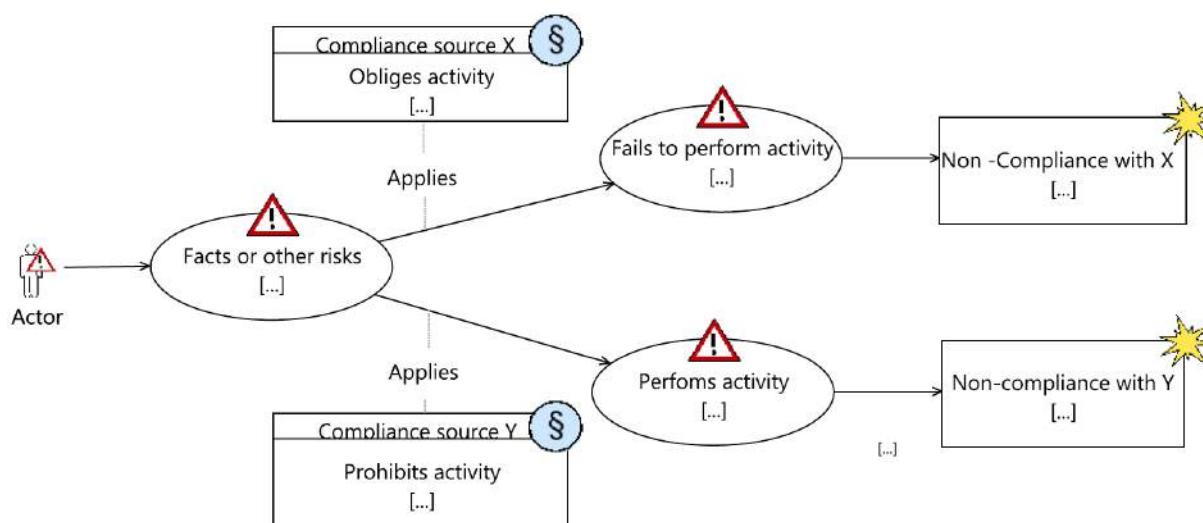 Compliance source X
§
Obliges activity
[...]
Applies
Fails to perform activity
[...]
Non -Compliance with X
[...]
Facts or other risks
[...]
Actor
Applies
Perfoms activity
[...]
Non-compliance with Y
[...]
[...]
Compliance source Y
§
Prohibits activity
[...]